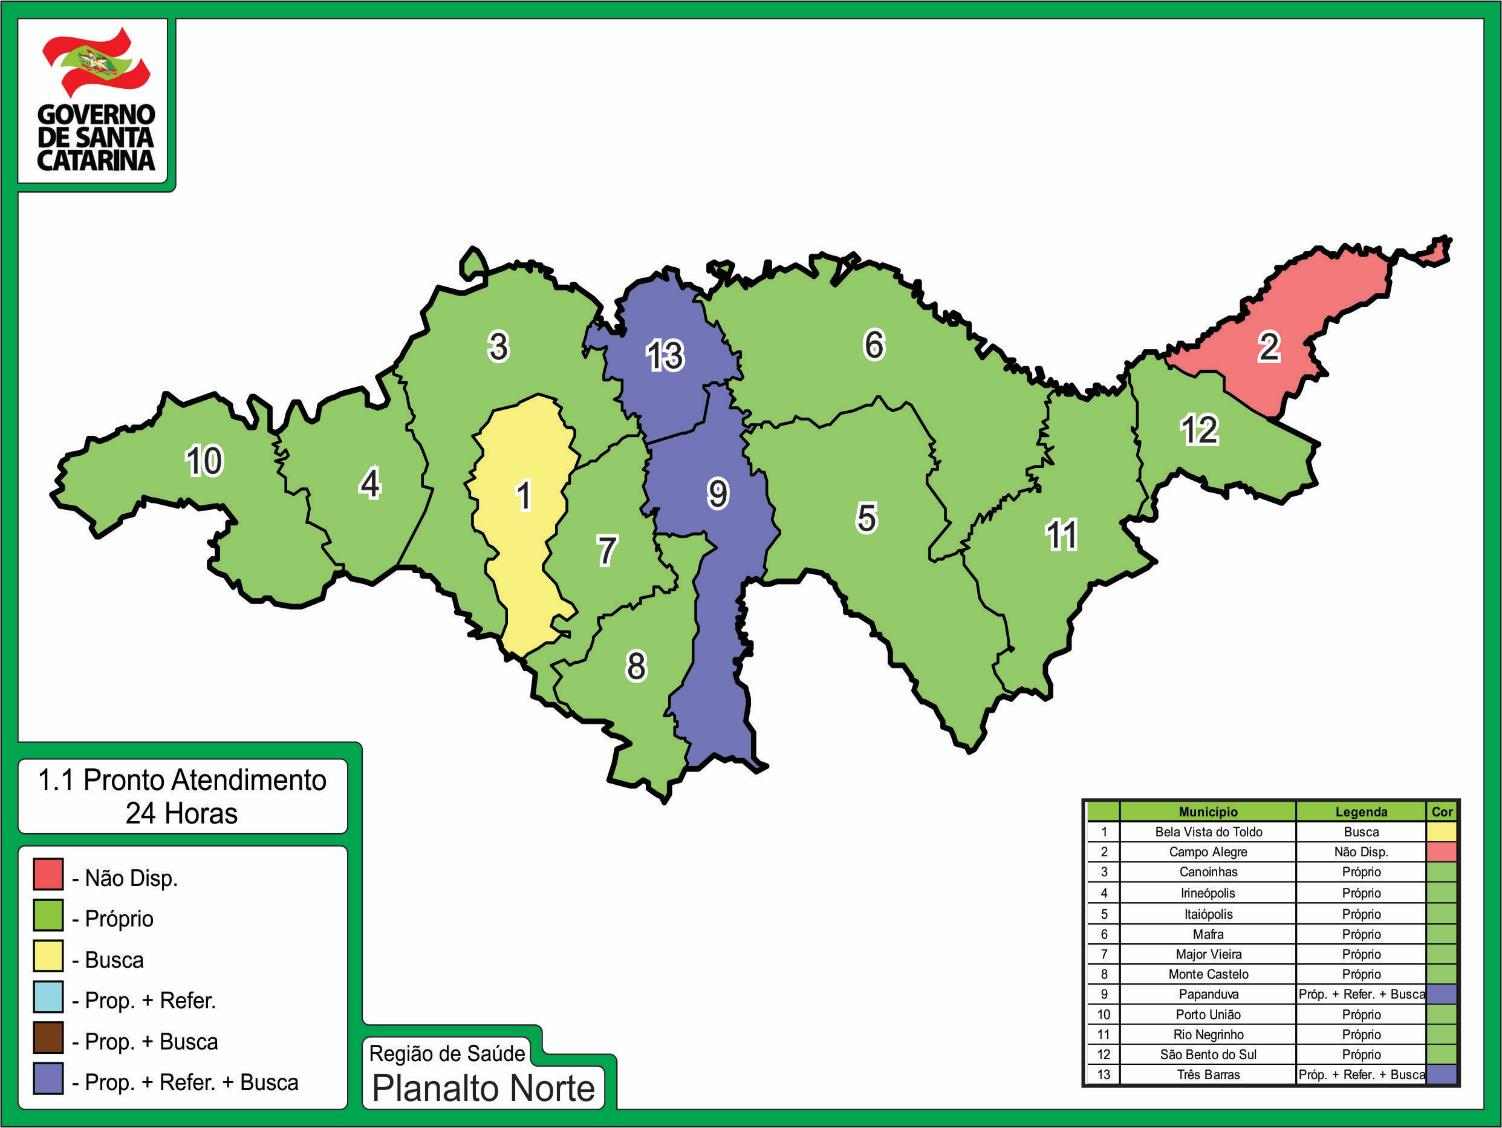 GOVERNO
DE SANTA
CATARINA
3
13
6
2
10
4
1
9
5
12
7
11
8
1.1 Pronto Atendimento
24 Horas
- Não Disp.
- Próprio
- Busca
- Prop. + Refer.
- Prop. + Busca
- Prop. + Refer. + Busca
Região de Saúde
Planalto Norte
Município Legenda Cor
1 Bela Vista do Toldo Busca
2 Campo Alegre Não Disp.
3 Canoinhas Próprio
4 Irineópolis Próprio
5 Itaiópolis Próprio
6 Mafra Próprio
7 Major Vieira Próprio
8 Monte Castelo Próprio
9 Papanduva Próp. + Refer. + Busca
10 Porto União Próprio
11 Rio Negrinho Próprio
12 São Bento do Sul Próprio
13 Três Barras Próp. + Refer. + Busca